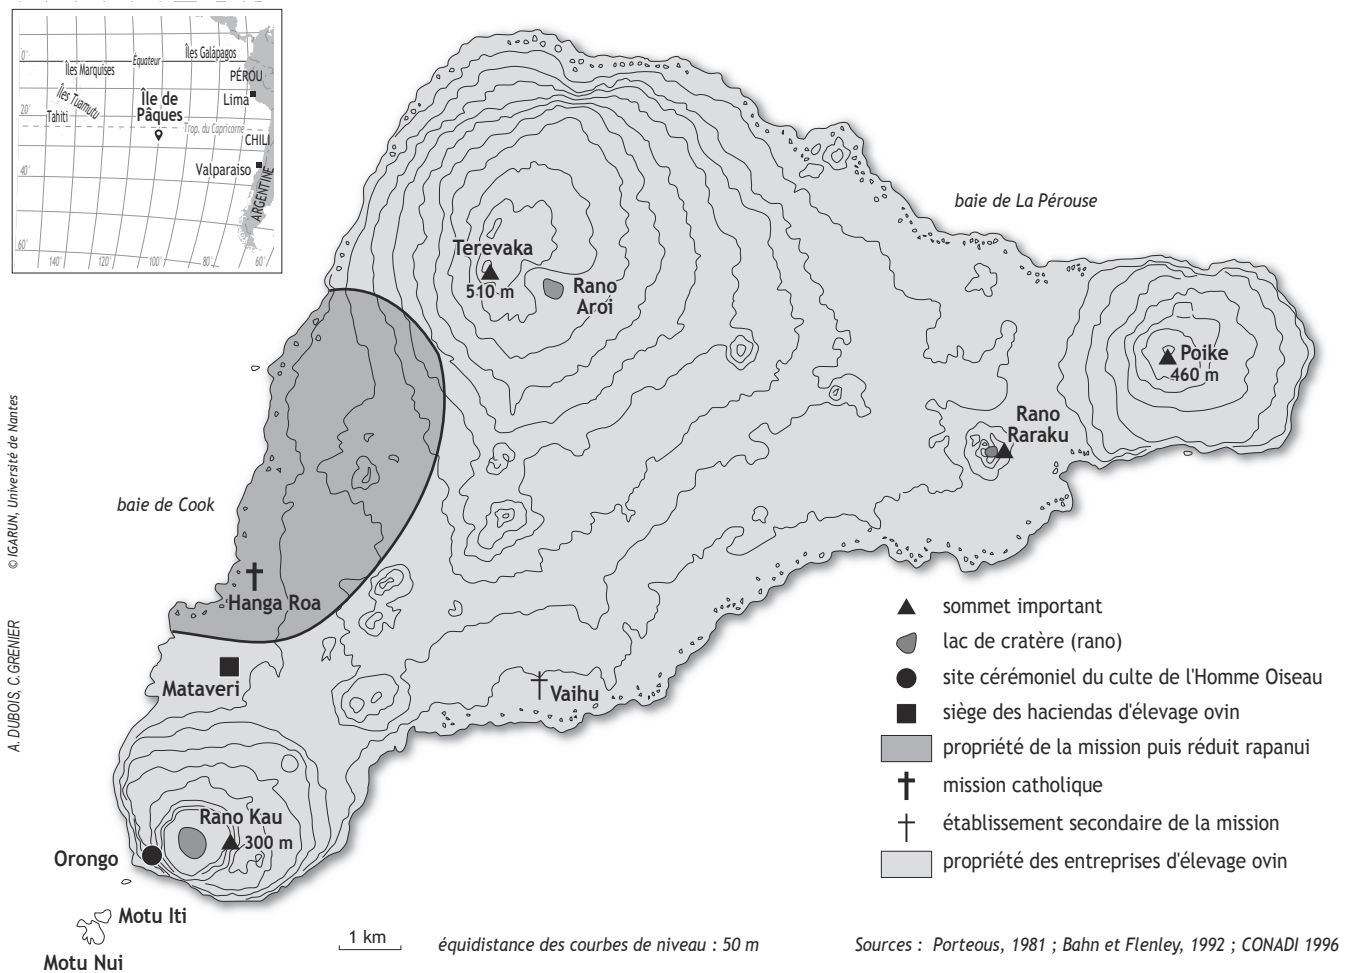 0°
20°
40°
60°
140°
120°
100°
80°
60°
Équateur
Îles Galápagos
Îles Marquises
PÉROU
Lima
Îles Tuamutu
Île de
Pâques
Tahiti
Trop. du Capricorne
CHILI
Valparaiso
ARGENTINE
baie de La Pérouse
Terevaka
510 m
Rano
Aroi
Poike
460 m
Rano
Raraku
baie de Cook
Hanga Roa
Mataveri
Vaihu
Rano Kau
300 m
Orongo
Motu Iti
Motu Nui
sommet important
lac de cratère (rano)
site cérémoniel du culte de l'Homme Oiseau
siège des haciendas d'élevage ovin
propriété de la mission puis réduit rapanui
mission catholique
établissement secondaire de la mission
propriété des entreprises d'élevage ovin
1 km
équidistance des courbes de niveau : 50 m
Sources : Porteous, 1981 ; Bahn et Flenley, 1992 ; CONADI 1996
A. DUBOIS, C.GRENIER
© IGARUN, Université de Nantes